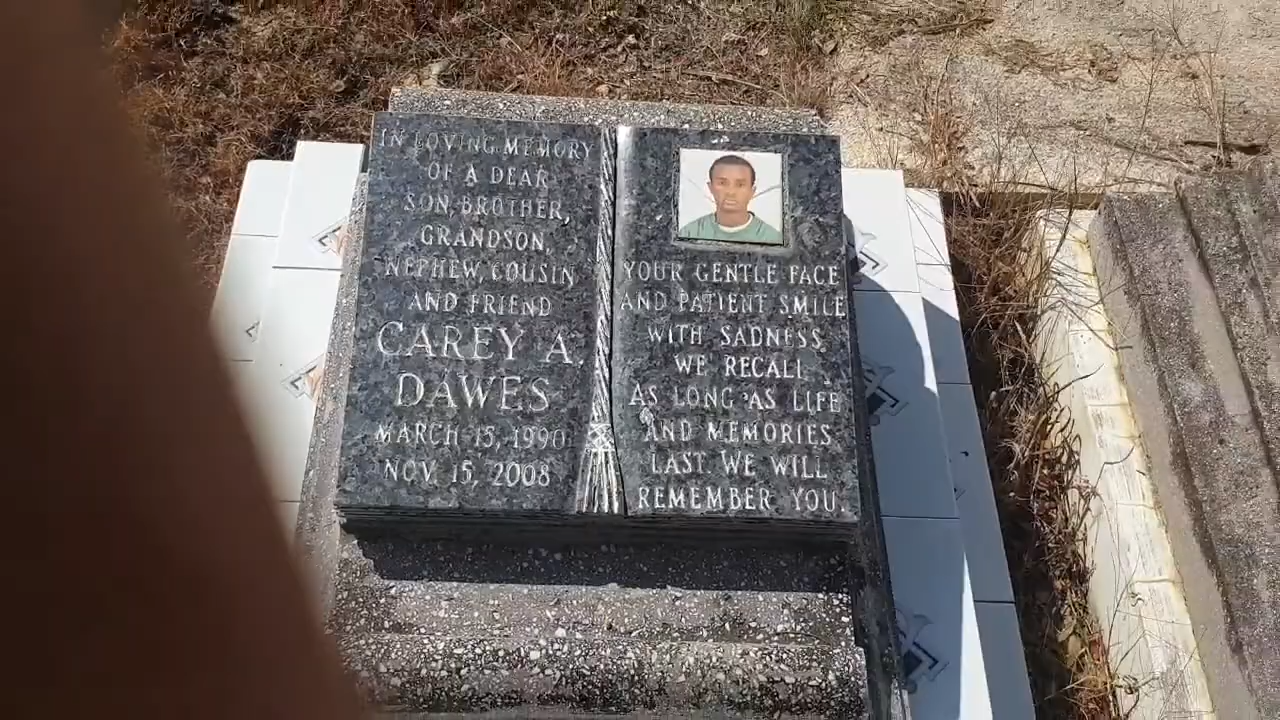 IN LOVING MEMORY
OF A DEAR
SON, BROTHER,
GRANDSON,
NEPHEW, COUSIN
AND FRIEND
CAREY A.
DAWES
MARCH 15, 1990
NOV. 15, 2008
YOUR GENTLE FACE
AND PATIENT SMILE
WITH SADNESS
WE RECALL
AS LONG AS LIFE
AND MEMORIES
LAST WE WILL
REMEMBER YOU.